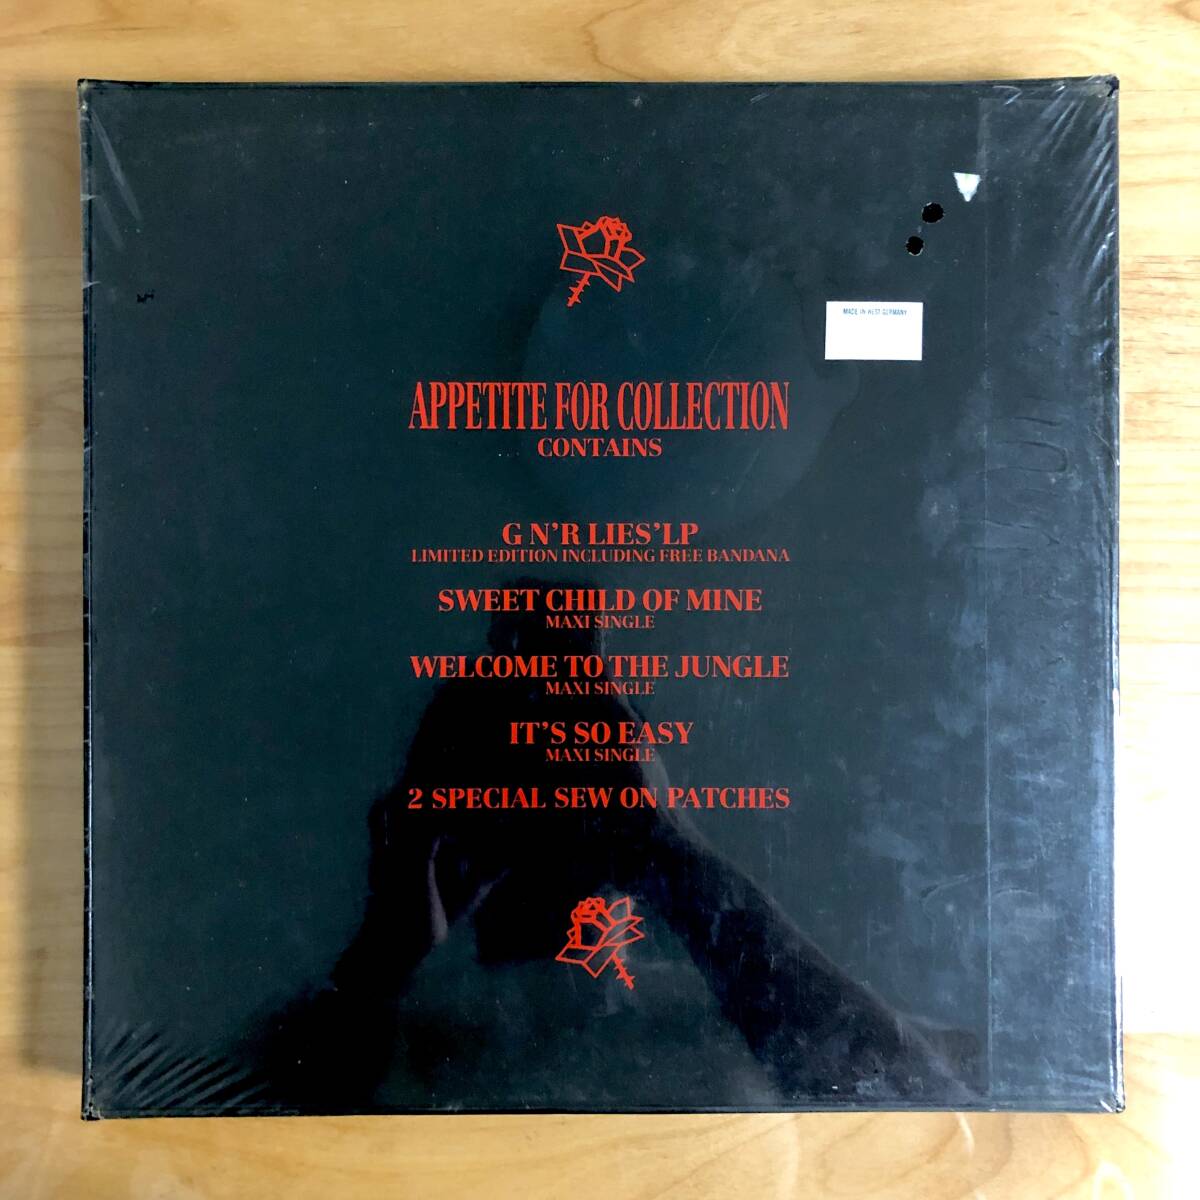 MADE IN WEST GERMANY
APPETITE FOR COLLECTION
CONTAINS
G N'R LIES'LP
LIMITED EDITION INCLUDING FREE BANDANA
SWEET CHILD OF MINE
MAXI SINGLE
WELCOME TO THE JUNGLE
MAXI SINGLE
IT'S SO EASY
MAXI SINGLE
2 SPECIAL SEW ON PATCHES